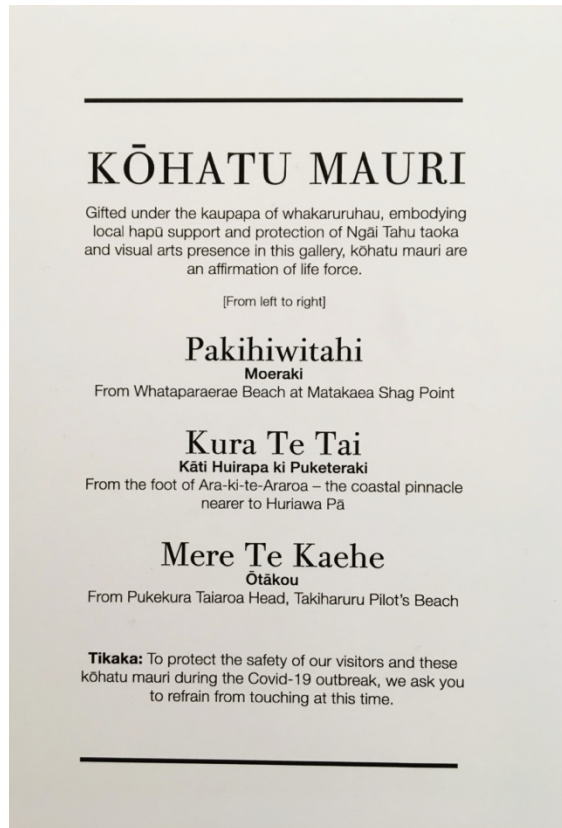 KŌHATU MAURI
Gifted under the kaupapa of whakaruruhau, embodying
local hapū support and protection of Ngāi Tahu taoka
and visual arts presence in this gallery, kōhatu mauri are
an affirmation of life force.
[From left to right]
Pakihiwitahi
Moeraki
From Whataparaerae Beach at Matakaea Shag Point
Kura Te Tai
Kāti Huirapa ki Puketeraki
From the foot of Ara-ki-te-Araroa – the coastal pinnacle
nearer to Huriawa Pā
Mere Te Kaehe
Ōtākou
From Pukekura Taiaroa Head, Takiharuru Pilot's Beach
Tikaka: To protect the safety of our visitors and these
kōhatu mauri during the Covid-19 outbreak, we ask you
to refrain from touching at this time.